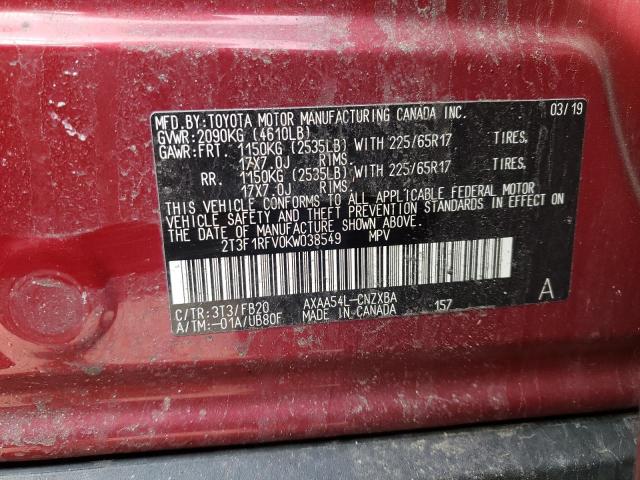 MFD.BY:TOYOTA MOTOR MANUFACTURING CANADA INC. 03/19
GVWR:2090KG (4610LB)
GAWR:FRT. 1150KG (2535LB) WITH 225/65R17 TIRES,
17X7.0J RIMS,
RR. 1150KG (2535LB) WITH 225/65R17 TIRES,
17X7.0J RIMS,
THIS VEHICLE CONFORMS TO ALL APPLICABLE FEDERAL MOTOR
VEHICLE SAFETY AND THEFT PREVENTION STANDARDS IN EFFECT
ON THE DATE OF MANUFACTURE SHOWN ABOVE.
2T3F1RFV0KW038549 MPV
C/TR:3T3/FB20 AXAA54L-CNZXBA 157 A
A/TM:-01A/UB80F MADE IN CANADA